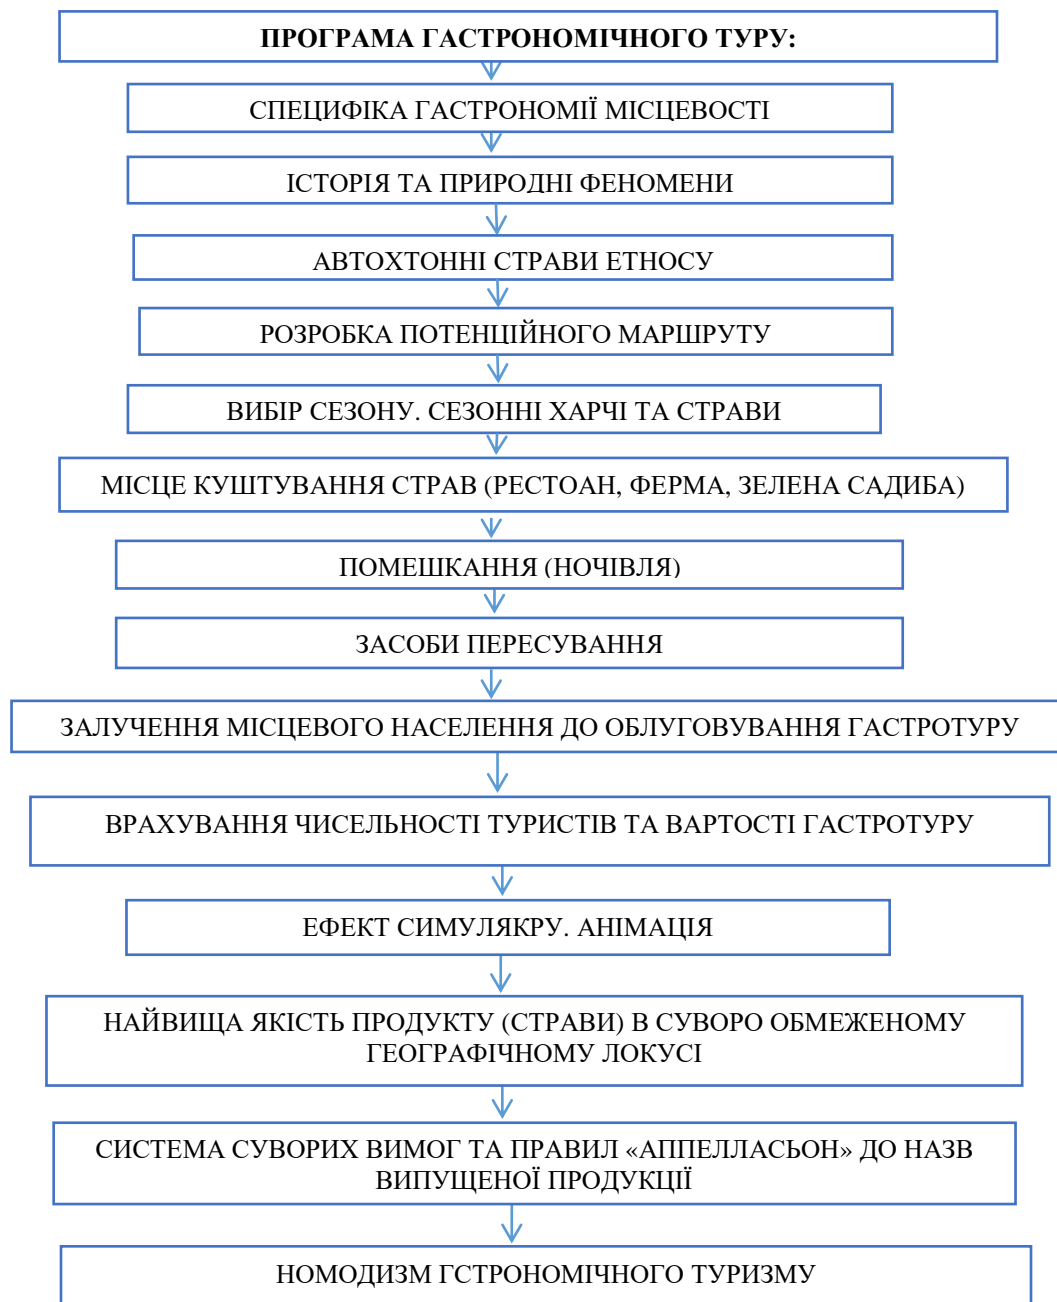 ПРОГРАМА ГАСТРОНОМІЧНОГО ТУРУ:
СПЕЦИФІКА ГАСТРОНОМІЇ МІСЦЕВОСТІ
ІСТОРІЯ ТА ПРИРОДНІ ФЕНОМЕНИ
АВТОХТОННІ СТРАВИ ЕТНОСУ
РОЗРОБКА ПОТЕНЦІЙНОГО МАРШРУТУ
ВИБІР СЕЗОНУ. СЕЗОННІ ХАРЧІ ТА СТРАВИ
МІСЦЕ КУШТУВАННЯ СТРАВ (РЕСТОАН, ФЕРМА, ЗЕЛЕНА САДИБА)
ПОМЕШКАННЯ (НОЧІВЛЯ)
ЗАСОБИ ПЕРЕСУВАННЯ
ЗАЛУЧЕННЯ МІСЦЕВОГО НАСЕЛЕННЯ ДО ОБЛУГОВУВАННЯ ГАСТРОТУРУ
ВРАХУВАННЯ ЧИСЕЛЬНОСТІ ТУРИСТІВ ТА ВАРТОСТІ ГАСТРОТУРУ
ЕФЕКТ СИМУЛЯКРУ. АНІМАЦІЯ
НАЙВИЩА ЯКІСТЬ ПРОДУКТУ (СТРАВИ) В СУВОРО ОБМЕЖЕНОМУ
ГЕОГРАФІЧНОМУ ЛОКУСІ
СИСТЕМА СУВОРИХ ВИМОГ ТА ПРАВИЛ «АППЕЛЛАСЬОН» ДО НАЗВ
ВИПУЩЕНОЇ ПРОДУКЦІЇ
НОМОДИЗМ ГСТРОНОМІЧНОГО ТУРИЗМУ